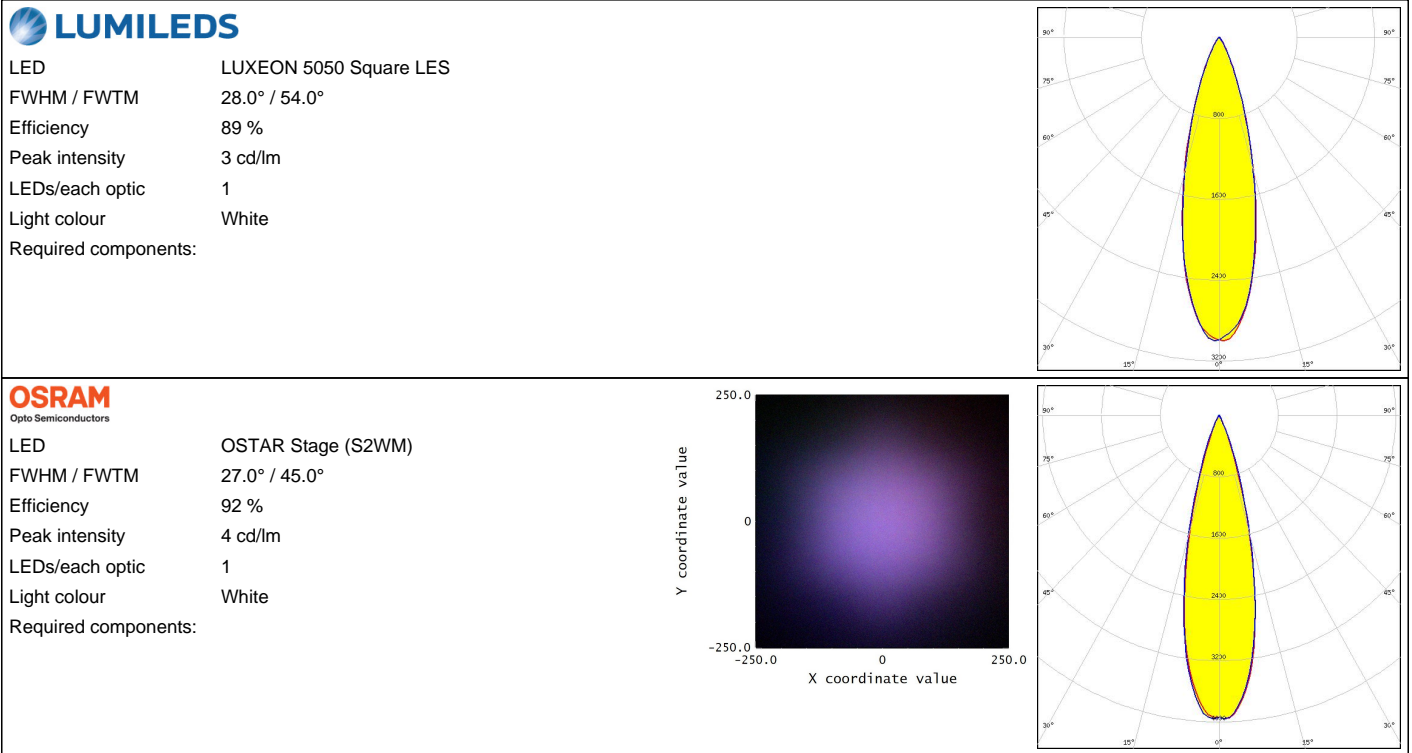 LUMILEDS
LED LUXEON 5050 Square LES
FWHM / FWTM 28.0° / 54.0°
Efficiency 89 %
Peak intensity 3 cd/lm
LEDs/each optic 1
Light colour White
Required components:
90° 90°
75° 75°
800
60° 60°
1600
45° 45°
2400
30° 30°
3200
15° 0° 15°
OSRAM
Opto Semiconductors
LED OSTAR Stage (S2WM)
FWHM / FWTM 27.0° / 45.0°
Efficiency 92 %
Peak intensity 4 cd/lm
LEDs/each optic 1
Light colour White
Required components:
250.0
Y coordinate value
0
-250.0
-250.0 0 250.0
X coordinate value
90° 90°
75° 75°
800
60° 60°
1600
45° 45°
2400
3200
30° 30°
15° 0° 15°